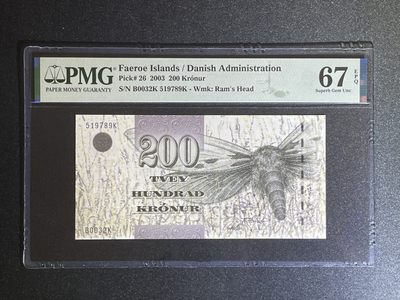 PMG
PAPER MONEY GUARANTY
Faeroe Islands / Danish Administration
Pick# 26 2003 200 Krónur
S/N B0032K 519789K - Wmk: Ram's Head
67
EPQ
Superb Gem Unc
519789K
200
TVEY
HUNDRAÐ
KRÓNUR
B0032K